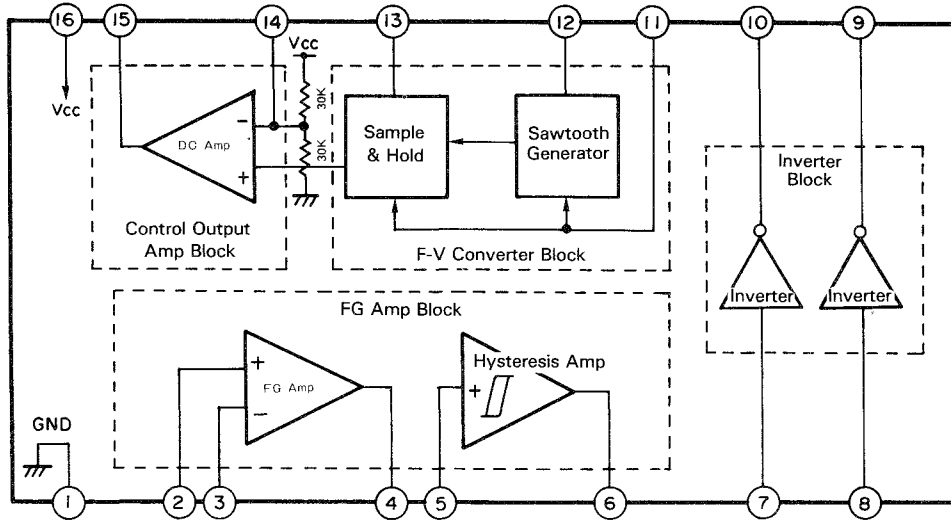 16
15
14
13
12
11
10
9
Vcc
Vcc
30K
30K
DC Amp
−
+
Sample
& Hold
Sawtooth
Generator
Inverter
Block
Control Output
Amp Block
F-V Converter Block
Inverter
Inverter
FG Amp Block
+
FG Amp
−
Hysteresis Amp
+
GND
1
2
3
4
5
6
7
8